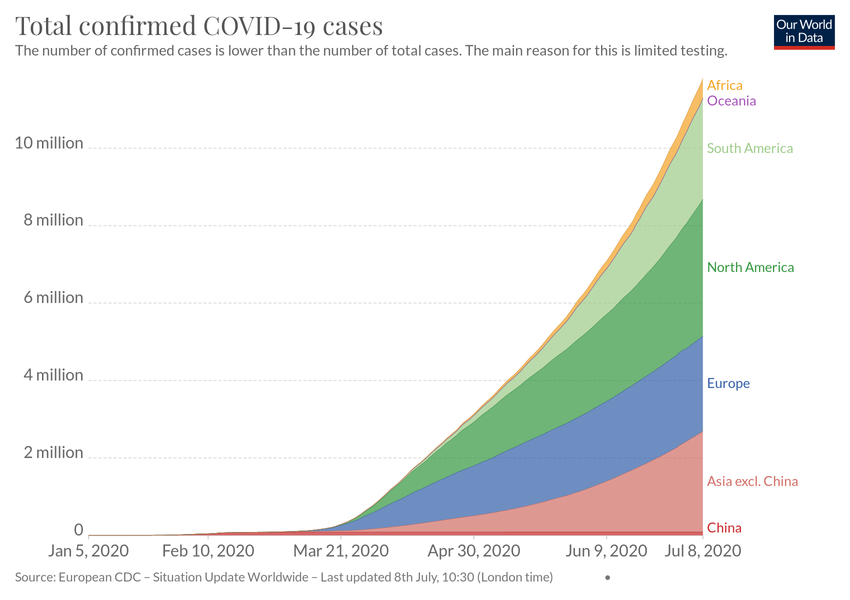 Total confirmed COVID-19 cases
The number of confirmed cases is lower than the number of total cases. The main reason for this is limited testing.
Our World
in Data
Africa
Oceania
10 million
South America
8 million
North America
6 million
4 million
Europe
2 million
Asia excl. China
China
0
Jan 5, 2020
Feb 10, 2020
Mar 21, 2020
Apr 30, 2020
Jun 9, 2020
Jul 8, 2020
Source: European CDC – Situation Update Worldwide – Last updated 8th July, 10:30 (London time)